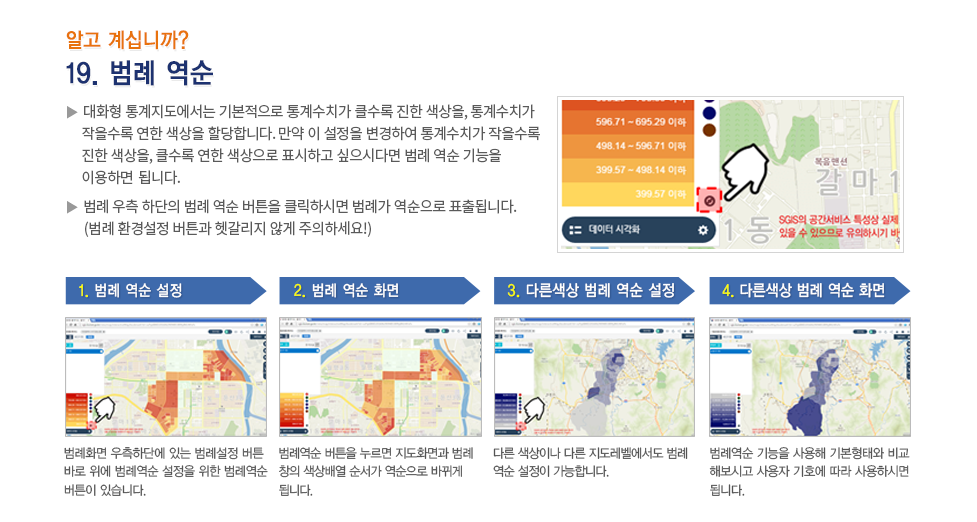 알고 계십니까?
19. 범례 역순
▶ 대화형 통계지도에서는 기본적으로 통계수치가 클수록 진한 색상을, 통계수치가
작을수록 연한 색상을 할당합니다. 만약 이 설정을 변경하여 통계수치가 작을수록
진한 색상을, 클수록 연한 색상으로 표시하고 싶으시다면 범례 역순 기능을
이용하면 됩니다.
▶ 범례 우측 하단의 범례 역순 버튼을 클릭하시면 범례가 역순으로 표출됩니다.
(범례 환경설정 버튼과 헷갈리지 않게 주의하세요!)
596.71 ~ 695.29 이하
498.14 ~ 596.71 이하
399.57 ~ 498.14 이하
399.57 이하
데이터 시각화
복음맨션
갈마1
1동
SGIS의 공간서비스 특성상 실제
있을 수 있으므로 유의하시기 바
1. 범례 역순 설정
2. 범례 역순 화면
3. 다른색상 범례 역순 설정
4. 다른색상 범례 역순 화면
범례화면 우측하단에 있는 범례설정 버튼
바로 위에 범례역순 설정을 위한 범례역순
버튼이 있습니다.
범례역순 버튼을 누르면 지도화면과 범례
창의 색상배열 순서가 역순으로 바뀌게
됩니다.
다른 색상이나 다른 지도레벨에서도 범례
역순 설정이 가능합니다.
범례역순 기능을 사용해 기본형태와 비교
해보시고 사용자 기호에 따라 사용하시면
됩니다.